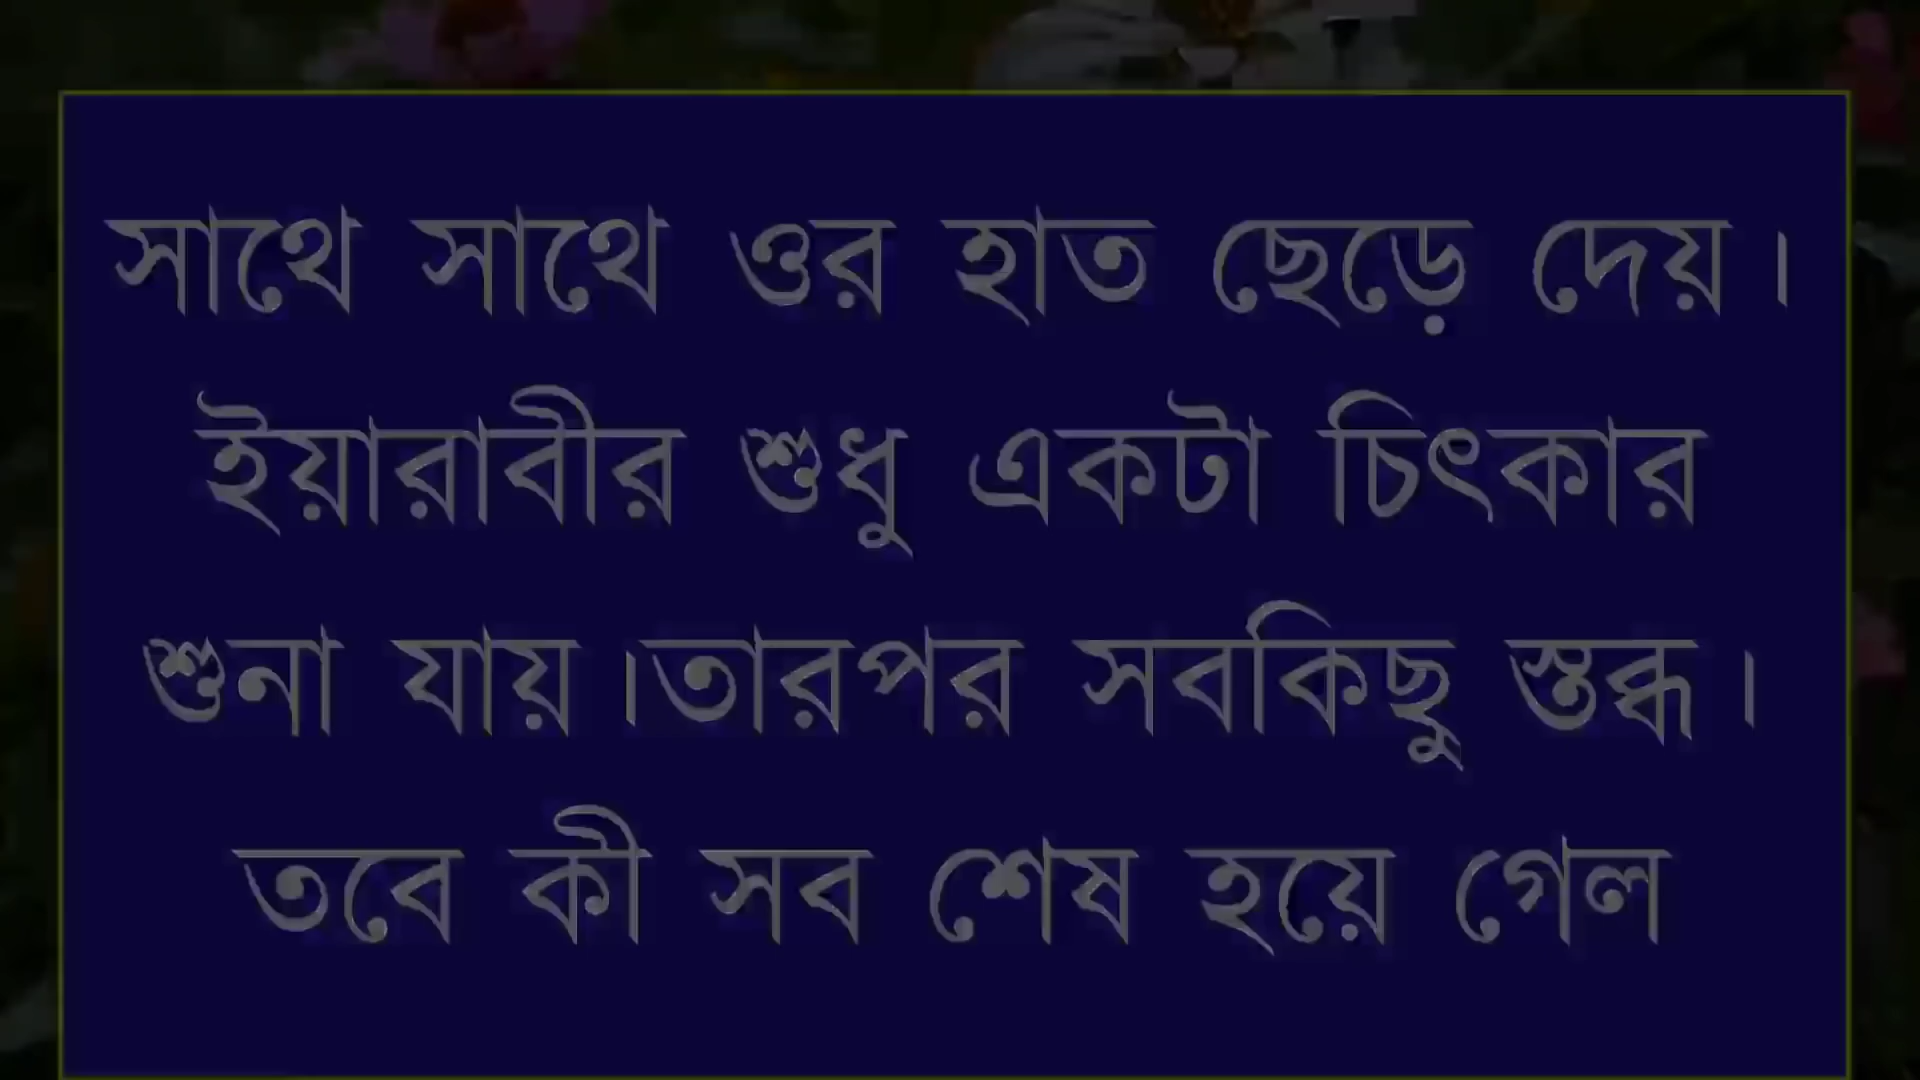 সাথে সাথে ওর হাত ছেড়ে দেয়।
ইয়ারাবীর শুধু একটা চিৎকার
শুনা যায়।তারপর সবকিছু স্তব্ধ।
তবে কী সব শেষ হয়ে গেল